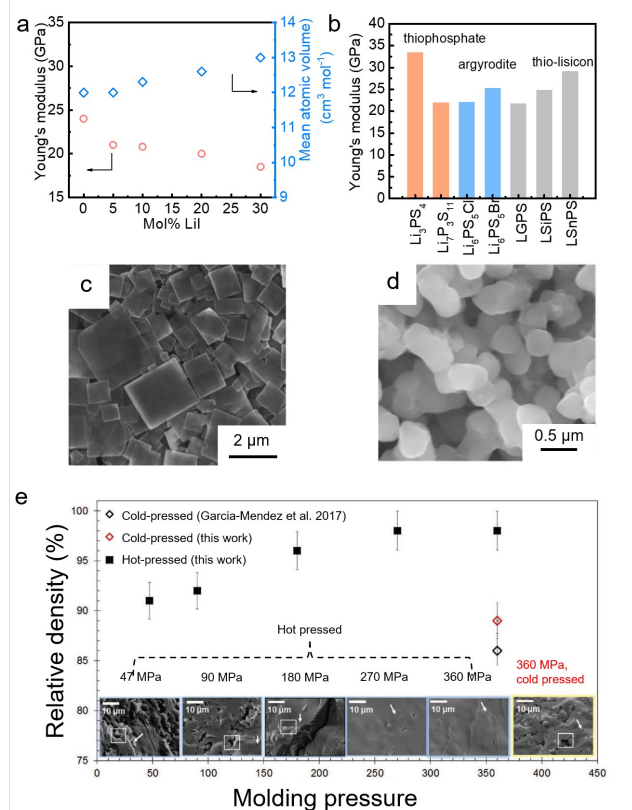 a
35
30
25
20
15
Young's modulus (GPa)
0 5 10 15 20 25 30
Mol% LiI
14
13
12
11
10
9
Mean atomic volume
(cm³ mol⁻¹)
b
40
35
30
25
20
15
10
5
0
Young's modulus (GPa)
thiophosphate
argyrodite
thio-lisicon
Li₃PS₄
Li₇P₃S₁₁
Li₆PS₅Cl
Li₆PS₅Br
LGPS
LSiPS
LSnPS
c
2 µm
d
0.5 µm
e
100
95
90
85
80
75
Relative density (%)
Cold-pressed (Garcia-Mendez et al. 2017)
Cold-pressed (this work)
Hot-pressed (this work)
Hot pressed
47 MPa 90 MPa 180 MPa 270 MPa 360 MPa
360 MPa,
cold pressed
10 µm 10 µm 10 µm 10 µm 10 µm 10 µm
0 50 100 150 200 250 300 350 400 450
Molding pressure